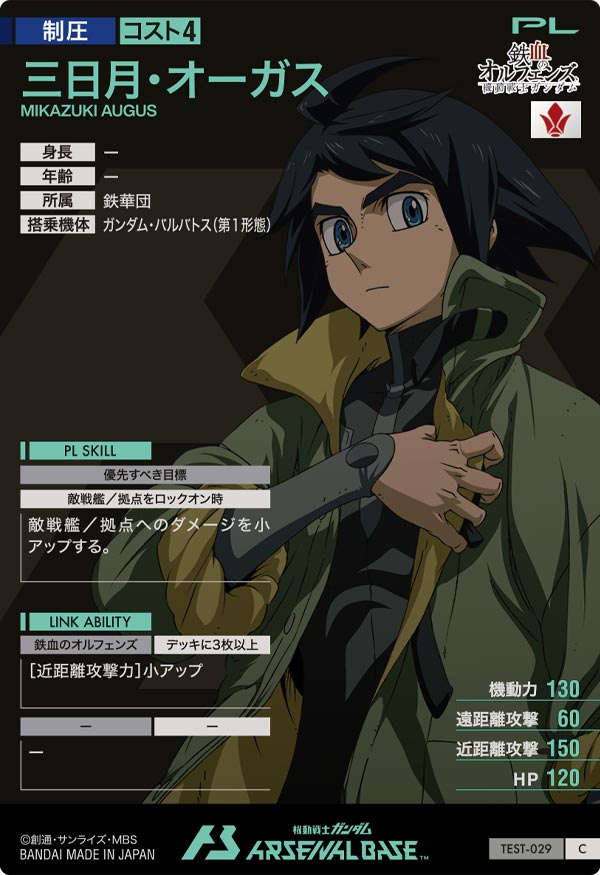 制圧 コスト4 PL
三日月・オーガス
MIKAZUKI AUGUS
鉄血の
オルフェンズ
機動戦士ガンダム
身長 ー
年齢 ー
所属 鉄華団
搭乗機体 ガンダム・バルバトス(第1形態)
PL SKILL
優先すべき目標
敵戦艦/拠点をロックオン時
敵戦艦/拠点へのダメージを小
アップする。
LINK ABILITY
鉄血のオルフェンズ デッキに3枚以上
[近距離攻撃力]小アップ
ー ー
ー
機動力 130
遠距離攻撃 60
近距離攻撃 150
HP 120
©創通・サンライズ・MBS
BANDAI MADE IN JAPAN
機動戦士ガンダム
AB ARSENAL BASE™
TEST-029 C